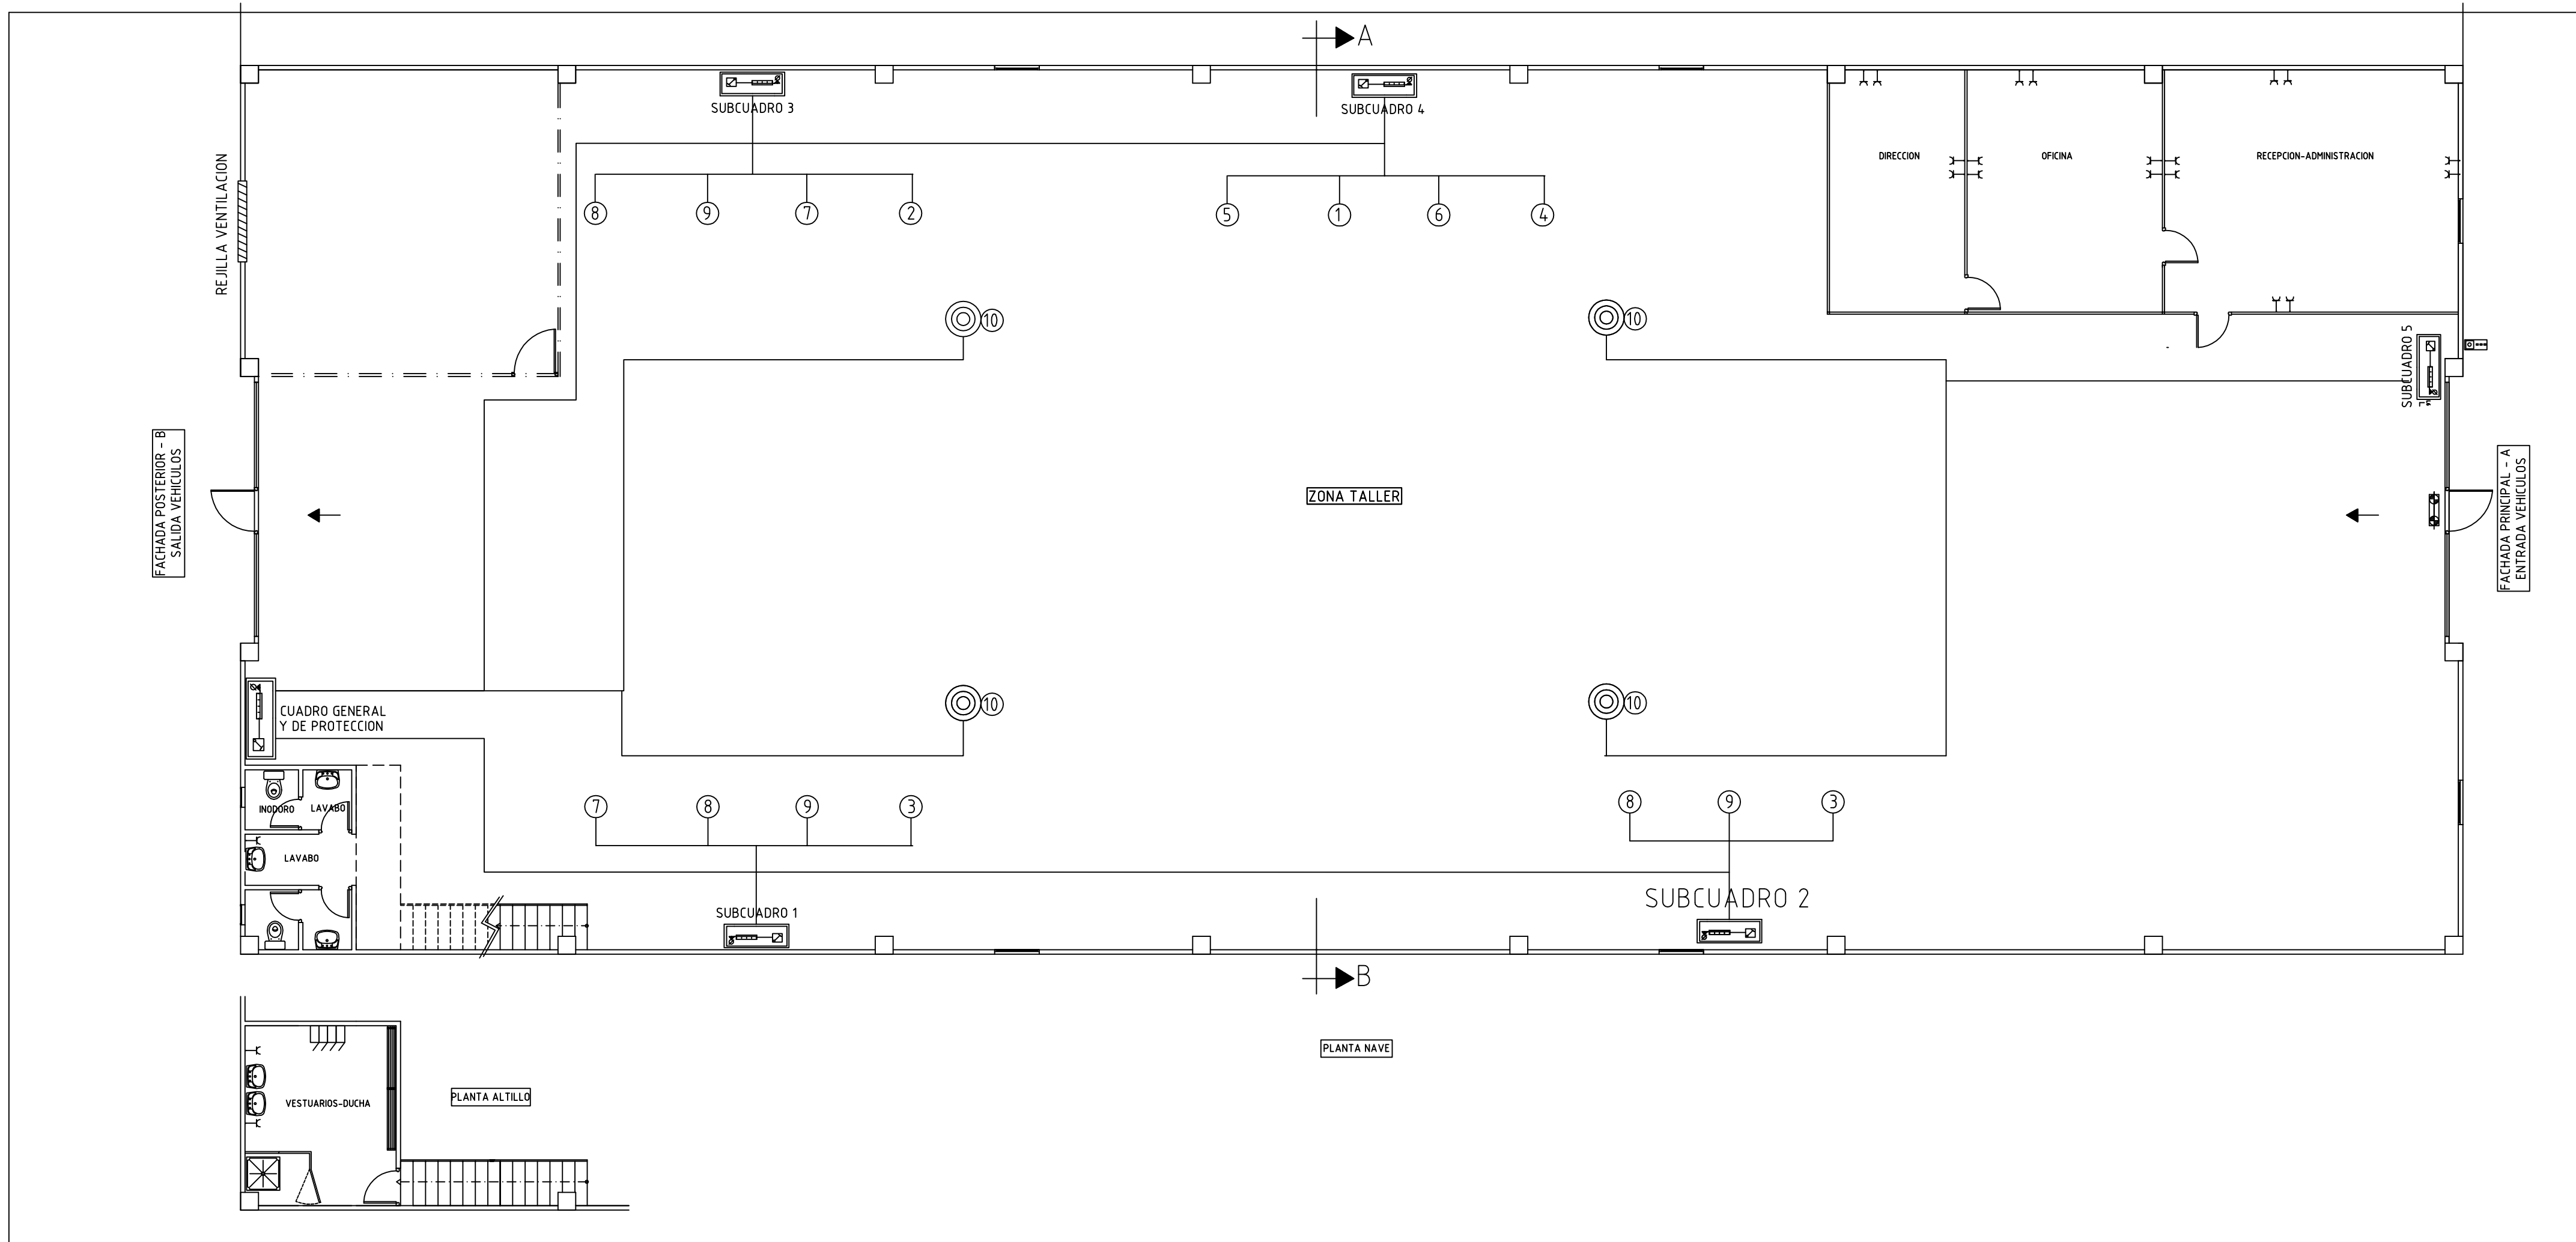 A
SUBCUADRO 3
SUBCUADRO 4
DIRECCION
OFICINA
RECEPCION-ADMINISTRACION
REJILLA VENTILACION
8
9
7
2
5
1
6
4
10
10
SUBCUADRO 5
FACHADA POSTERIOR - B
SALIDA VEHICULOS
ZONA TALLER
FACHADA PRINCIPAL - A
ENTRADA VEHICULOS
CUADRO GENERAL
Y DE PROTECCION
10
10
INODORO
LAVABO
7
8
9
3
8
9
3
LAVABO
SUBCUADRO 1
SUBCUADRO 2
B
PLANTA NAVE
VESTUARIOS-DUCHA
PLANTA ALTILLO